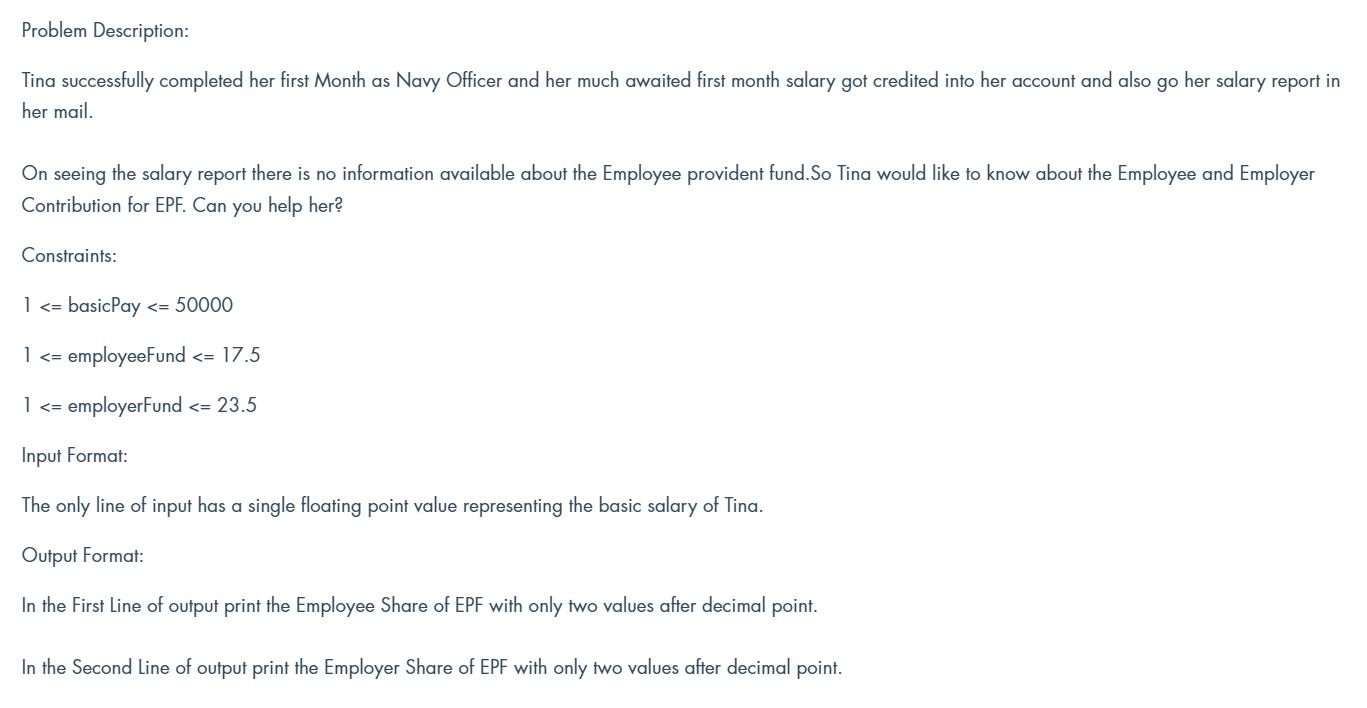 Problem Description:
Tina successfully completed her first Month as Navy Officer and her much awaited first month salary got credited into her account and also go her salary report in
her mail.
On seeing the salary report there is no information available about the Employee provident fund.So Tina would like to know about the Employee and Employer
Contribution for EPF. Can you help her?
Constraints:
1 <= basicPay <= 50000
1 <= employeeFund <= 17.5
1 <= employerFund <= 23.5
Input Format:
The only line of input has a single floating point value representing the basic salary of Tina.
Output Format:
In the First Line of output print the Employee Share of EPF with only two values after decimal point.
In the Second Line of output print the Employer Share of EPF with only two values after decimal point.